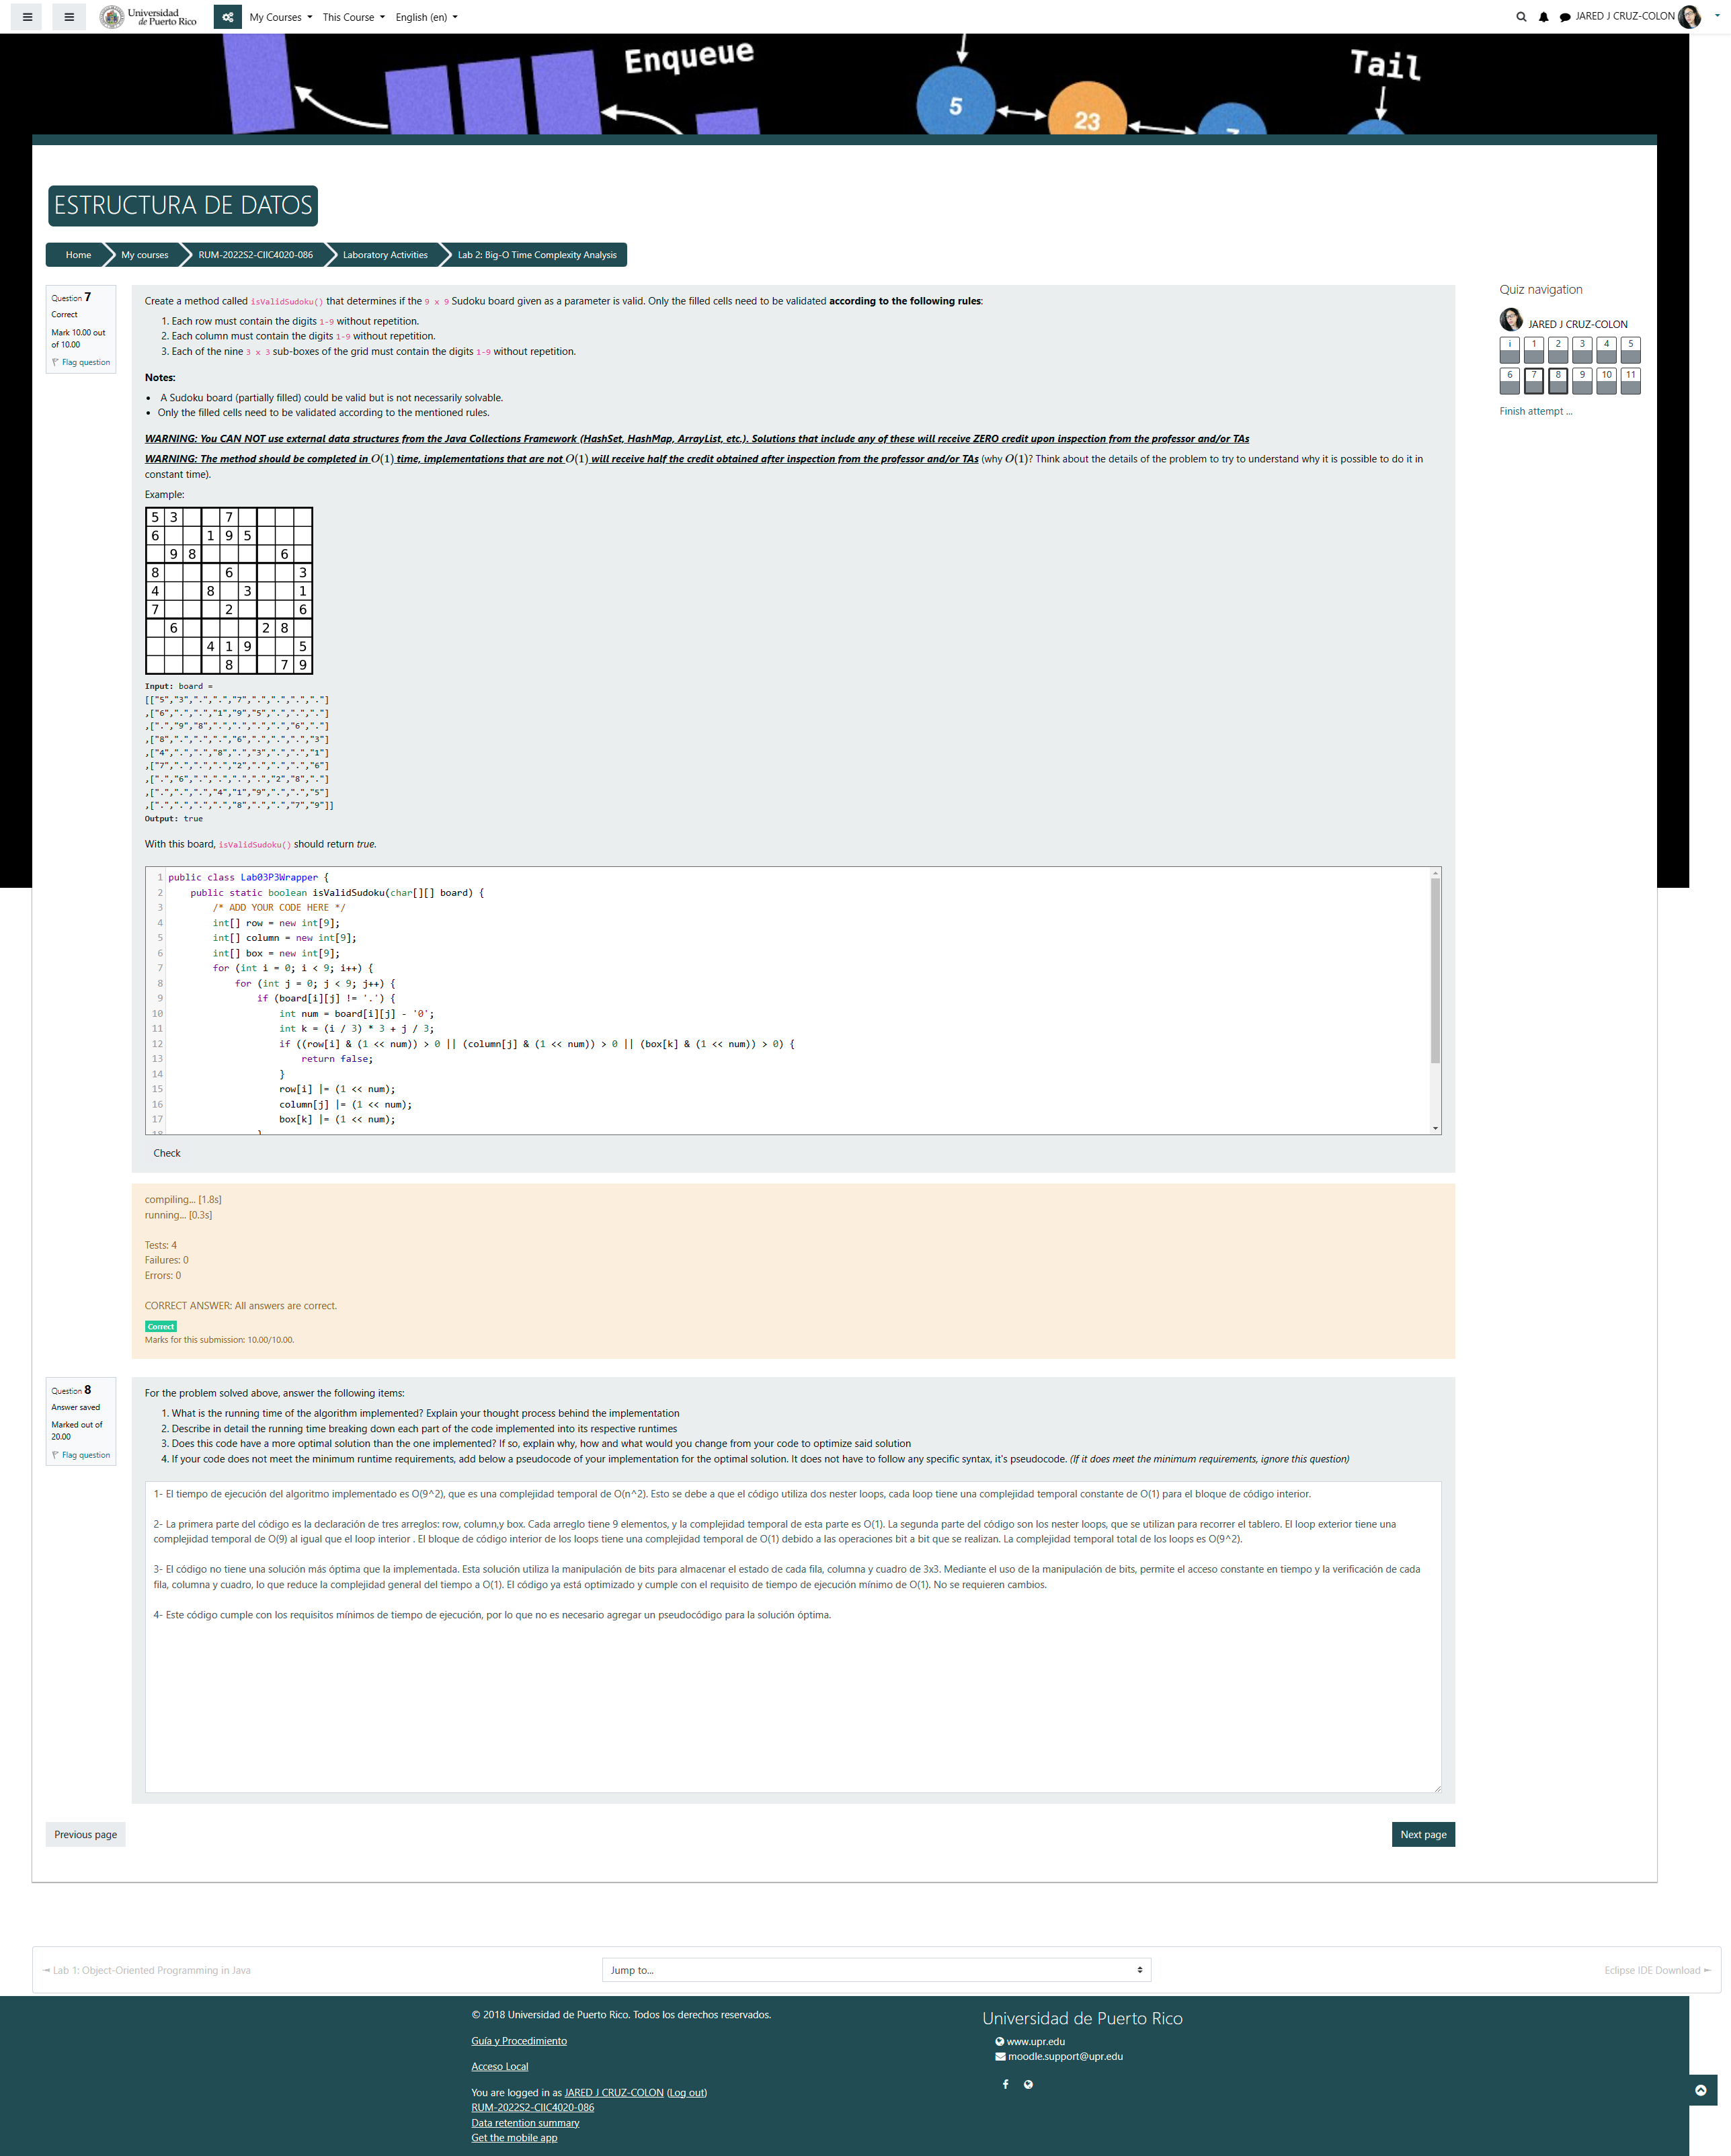 Universidad
de Puerto Rico
My Courses
This Course
English (en)
JARED J CRUZ-COLON
Enqueue
Tail
5
23
ESTRUCTURA DE DATOS
Home
My courses
RUM-2022S2-CIIC4020-086
Laboratory Activities
Lab 2: Big-O Time Complexity Analysis
Question 7
Correct
Mark 10.00 out
of 10.00
Flag question
Create a method called isValidSudoku() that determines if the 9 x 9 Sudoku board given as a parameter is valid. Only the filled cells need to be validated according to the following rules:
1. Each row must contain the digits 1-9 without repetition.
2. Each column must contain the digits 1-9 without repetition.
3. Each of the nine 3 x 3 sub-boxes of the grid must contain the digits 1-9 without repetition.
Notes:
• A Sudoku board (partially filled) could be valid but is not necessarily solvable.
• Only the filled cells need to be validated according to the mentioned rules.
WARNING: You CAN NOT use external data structures from the Java Collections Framework (HashSet, HashMap, ArrayList, etc.). Solutions that include any of these will receive ZERO credit upon inspection from the professor and/or TAs
WARNING: The method should be completed in O(1) time, implementations that are not O(1) will receive half the credit obtained after inspection from the professor and/or TAs (why O(1)? Think about the details of the problem to try to understand why it is possible to do it in
constant time).
Example:
5 3 7
6 1 9 5
9 8 6
8 6 3
4 8 3 1
7 2 6
6 2 8
4 1 9 5
8 7 9
Input: board =
[["5","3",".",".","7",".",".",".","."]
,["6",".",".","1","9","5",".",".","."]
,[".","9","8",".",".",".",".","6","."]
,["8",".",".",".","6",".",".",".","3"]
,["4",".",".","8",".","3",".",".","1"]
,["7",".",".",".","2",".",".",".","6"]
,[".","6",".",".",".",".","2","8","."]
,[".",".",".","4","1","9",".",".","5"]
,[".",".",".",".","8",".",".","7","9"]]
Output: true
With this board, isValidSudoku() should return true.
1 public class Lab03P3Wrapper {
2 public static boolean isValidSudoku(char[][] board) {
3 /* ADD YOUR CODE HERE */
4 int[] row = new int[9];
5 int[] column = new int[9];
6 int[] box = new int[9];
7 for (int i = 0; i < 9; i++) {
8 for (int j = 0; j < 9; j++) {
9 if (board[i][j] != '.') {
10 int num = board[i][j] - '0';
11 int k = (i / 3) * 3 + j / 3;
12 if ((row[i] & (1 << num)) > 0 || (column[j] & (1 << num)) > 0 || (box[k] & (1 << num)) > 0) {
13 return false;
14 }
15 row[i] |= (1 << num);
16 column[j] |= (1 << num);
17 box[k] |= (1 << num);
18 }
Check
compiling... [1.8s]
running... [0.3s]
Tests: 4
Failures: 0
Errors: 0
CORRECT ANSWER: All answers are correct.
Correct
Marks for this submission: 10.00/10.00.
Question 8
Answer saved
Marked out of
20.00
Flag question
For the problem solved above, answer the following items:
1. What is the running time of the algorithm implemented? Explain your thought process behind the implementation
2. Describe in detail the running time breaking down each part of the code implemented into its respective runtimes
3. Does this code have a more optimal solution than the one implemented? If so, explain why, how and what would you change from your code to optimize said solution
4. If your code does not meet the minimum runtime requirements, add below a pseudocode of your implementation for the optimal solution. It does not have to follow any specific syntax, it's pseudocode. (If it does meet the minimum requirements, ignore this question)
1- El tiempo de ejecución del algoritmo implementado es O(9^2), que es una complejidad temporal de O(n^2). Esto se debe a que el código utiliza dos nester loops, cada loop tiene una complejidad temporal constante de O(1) para el bloque de código interior.
2- La primera parte del código es la declaración de tres arreglos: row, column,y box. Cada arreglo tiene 9 elementos, y la complejidad temporal de esta parte es O(1). La segunda parte del código son los nester loops, que se utilizan para recorrer el tablero. El loop exterior tiene una
complejidad temporal de O(9) al igual que el loop interior . El bloque de código interior de los loops tiene una complejidad temporal de O(1) debido a las operaciones bit a bit que se realizan. La complejidad temporal total de los loops es O(9^2).
3- El código no tiene una solución más óptima que la implementada. Esta solución utiliza la manipulación de bits para almacenar el estado de cada fila, columna y cuadro de 3x3. Mediante el uso de la manipulación de bits, permite el acceso constante en tiempo y la verificación de cada
fila, columna y cuadro, lo que reduce la complejidad general del tiempo a O(1). El código ya está optimizado y cumple con el requisito de tiempo de ejecución mínimo de O(1). No se requieren cambios.
4- Este código cumple con los requisitos mínimos de tiempo de ejecución, por lo que no es necesario agregar un pseudocódigo para la solución óptima.
Previous page
Next page
Quiz navigation
JARED J CRUZ-COLON
i 1 2 3 4 5
6 7 8 9 10 11
Finish attempt ...
◄ Lab 1: Object-Oriented Programming in Java
Jump to...
Eclipse IDE Download ►
© 2018 Universidad de Puerto Rico. Todos los derechos reservados.
Guía y Procedimiento
Acceso Local
You are logged in as JARED J CRUZ-COLON (Log out)
RUM-2022S2-CIIC4020-086
Data retention summary
Get the mobile app
Universidad de Puerto Rico
www.upr.edu
moodle.support@upr.edu